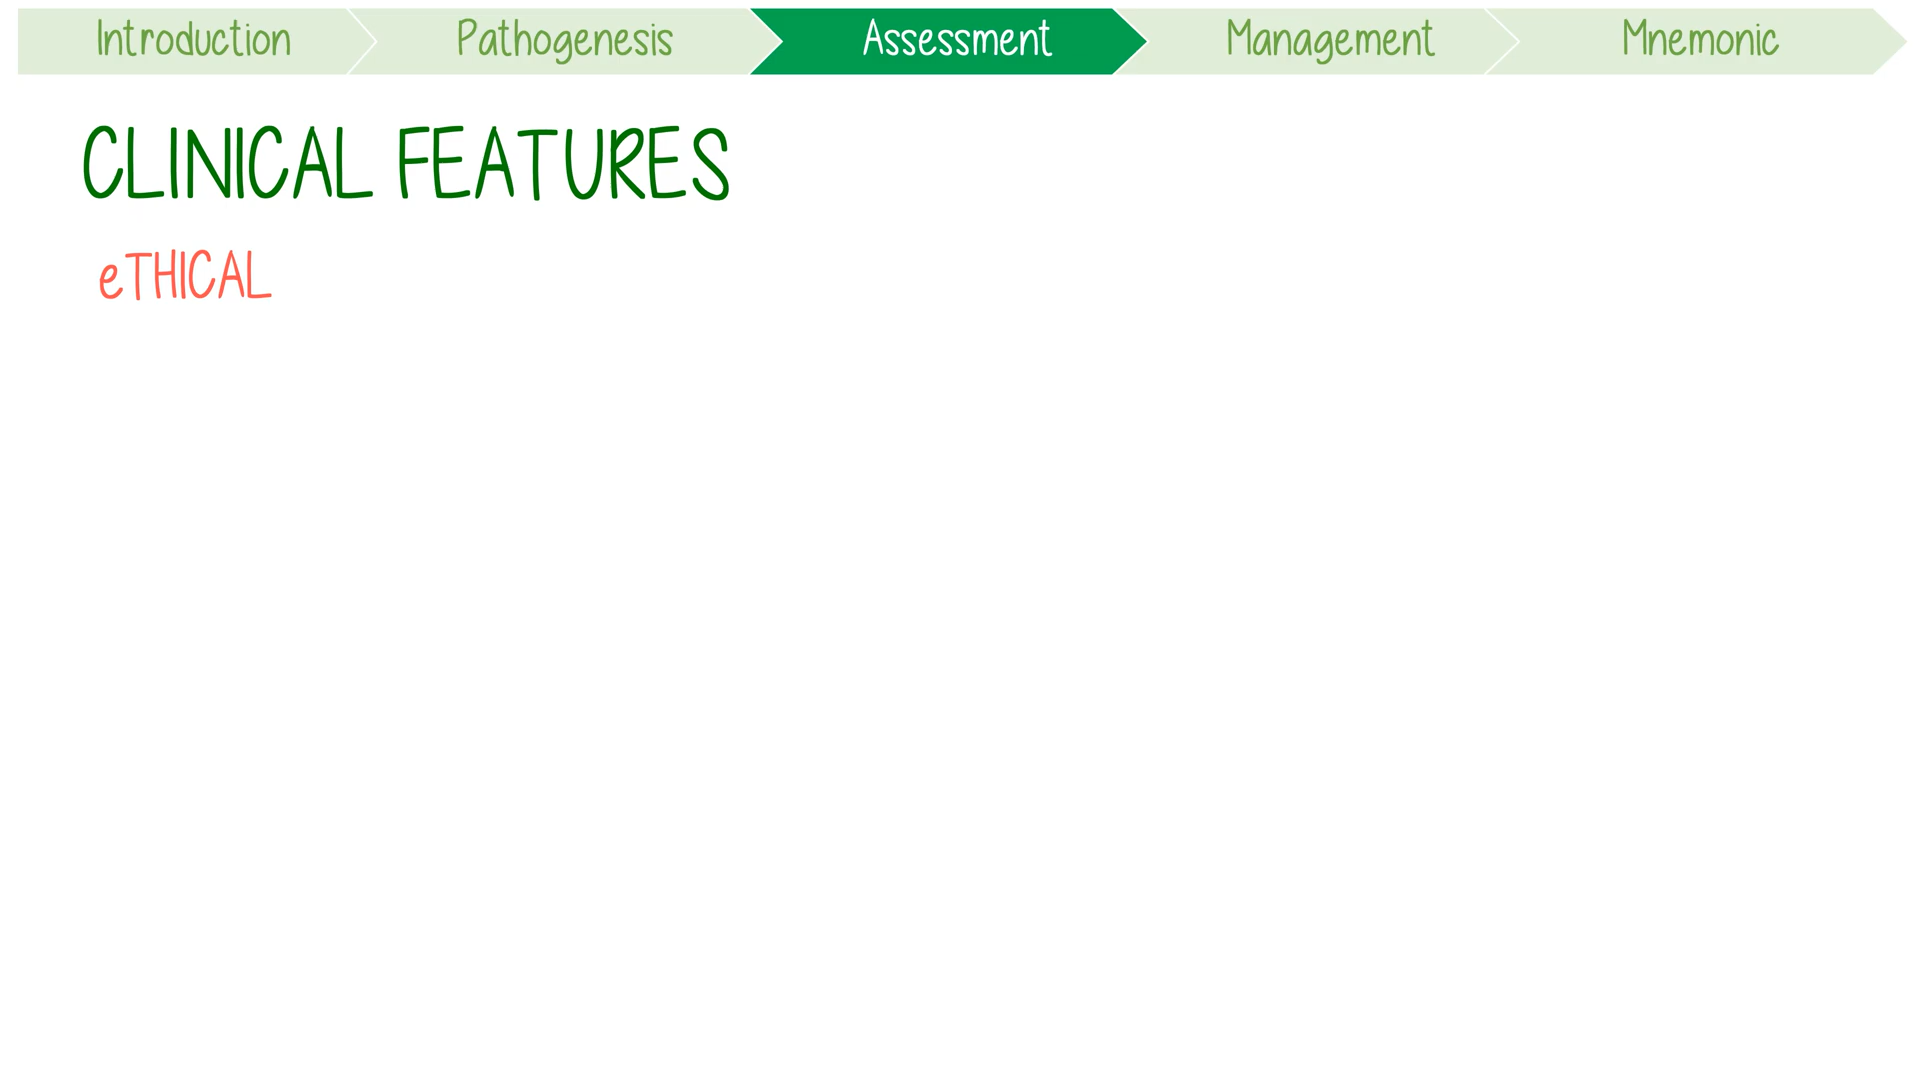 Introduction Pathogenesis Assessment Management Mnemonic
CLINICAL FEATURES
eTHICAL